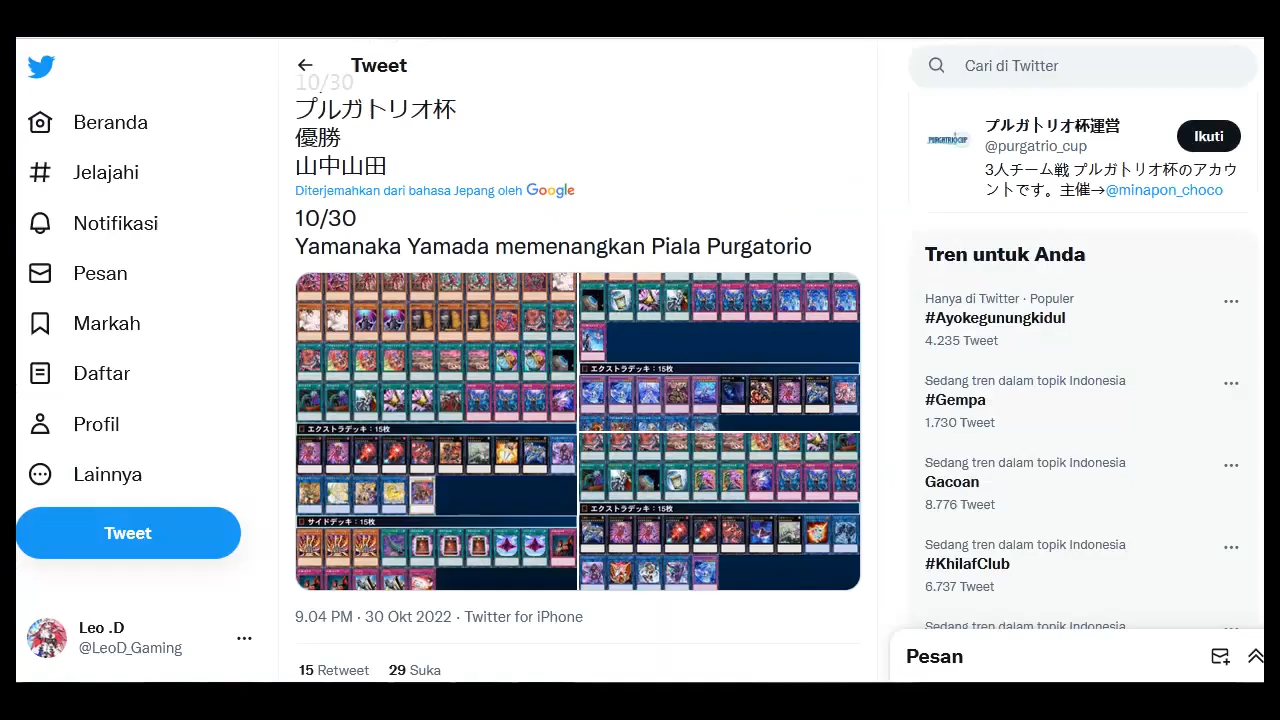 Beranda
Jelajahi
Notifikasi
Pesan
Markah
Daftar
Profil
Lainnya
Tweet
Leo .D
@LeoD_Gaming
Tweet
10/30
プルガトリオ杯
優勝
山中山田
Diterjemahkan dari bahasa Jepang oleh Google
10/30
Yamanaka Yamada memenangkan Piala Purgatorio
エクストラデッキ：15枚
サイドデッキ：15枚
エクストラデッキ：15枚
エクストラデッキ：15枚
9.04 PM · 30 Okt 2022 · Twitter for iPhone
15 Retweet 29 Suka
Cari di Twitter
PURGATRIO CUP
プルガトリオ杯運営
@purgatrio_cup
Ikuti
3人チーム戦 プルガトリオ杯のアカ
ウントです。主催→@minapon_choco
Tren untuk Anda
Hanya di Twitter · Populer
#Ayokegunungkidul
4.235 Tweet
Sedang tren dalam topik Indonesia
#Gempa
1.730 Tweet
Sedang tren dalam topik Indonesia
Gacoan
8.776 Tweet
Sedang tren dalam topik Indonesia
#KhilafClub
6.737 Tweet
Sedang tren dalam topik Indonesia
Pesan